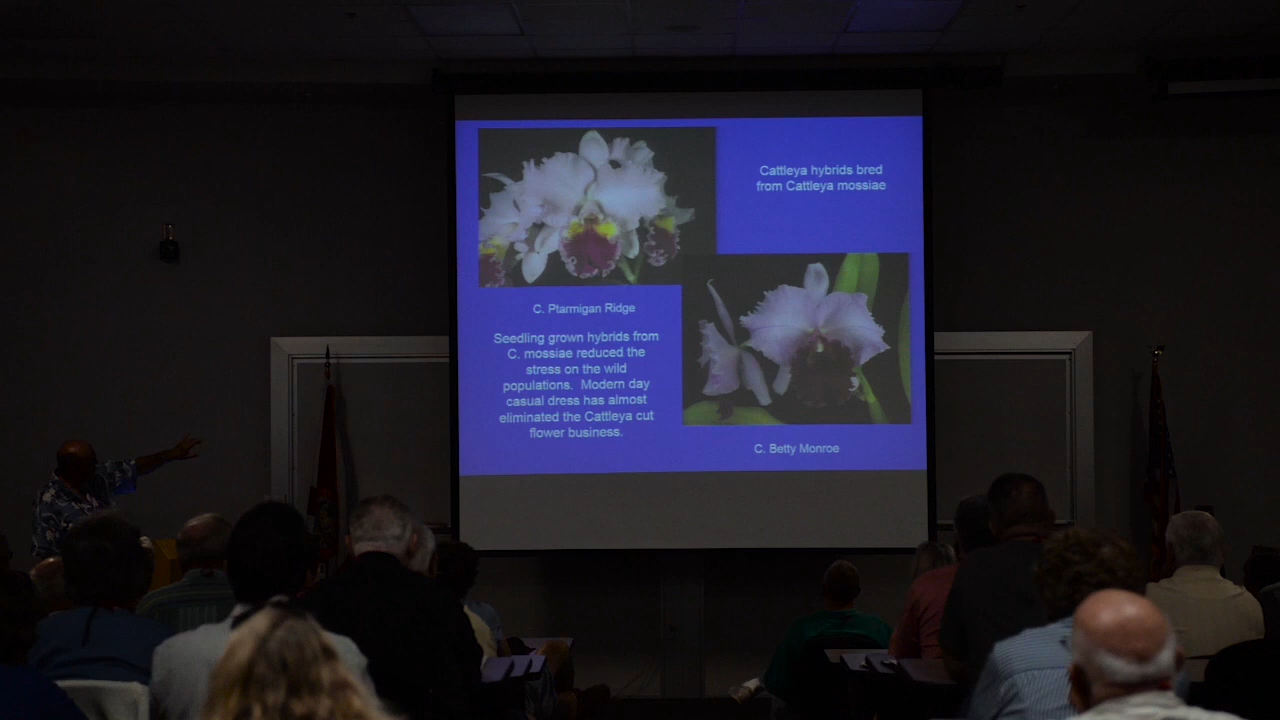 Cattleya hybrids bred
from Cattleya mossiae
C. Ptarmigan Ridge
Seedling grown hybrids from
C. mossiae reduced the
stress on the wild
populations. Modern day
casual dress has almost
eliminated the Cattleya cut
flower business.
C. Betty Monroe